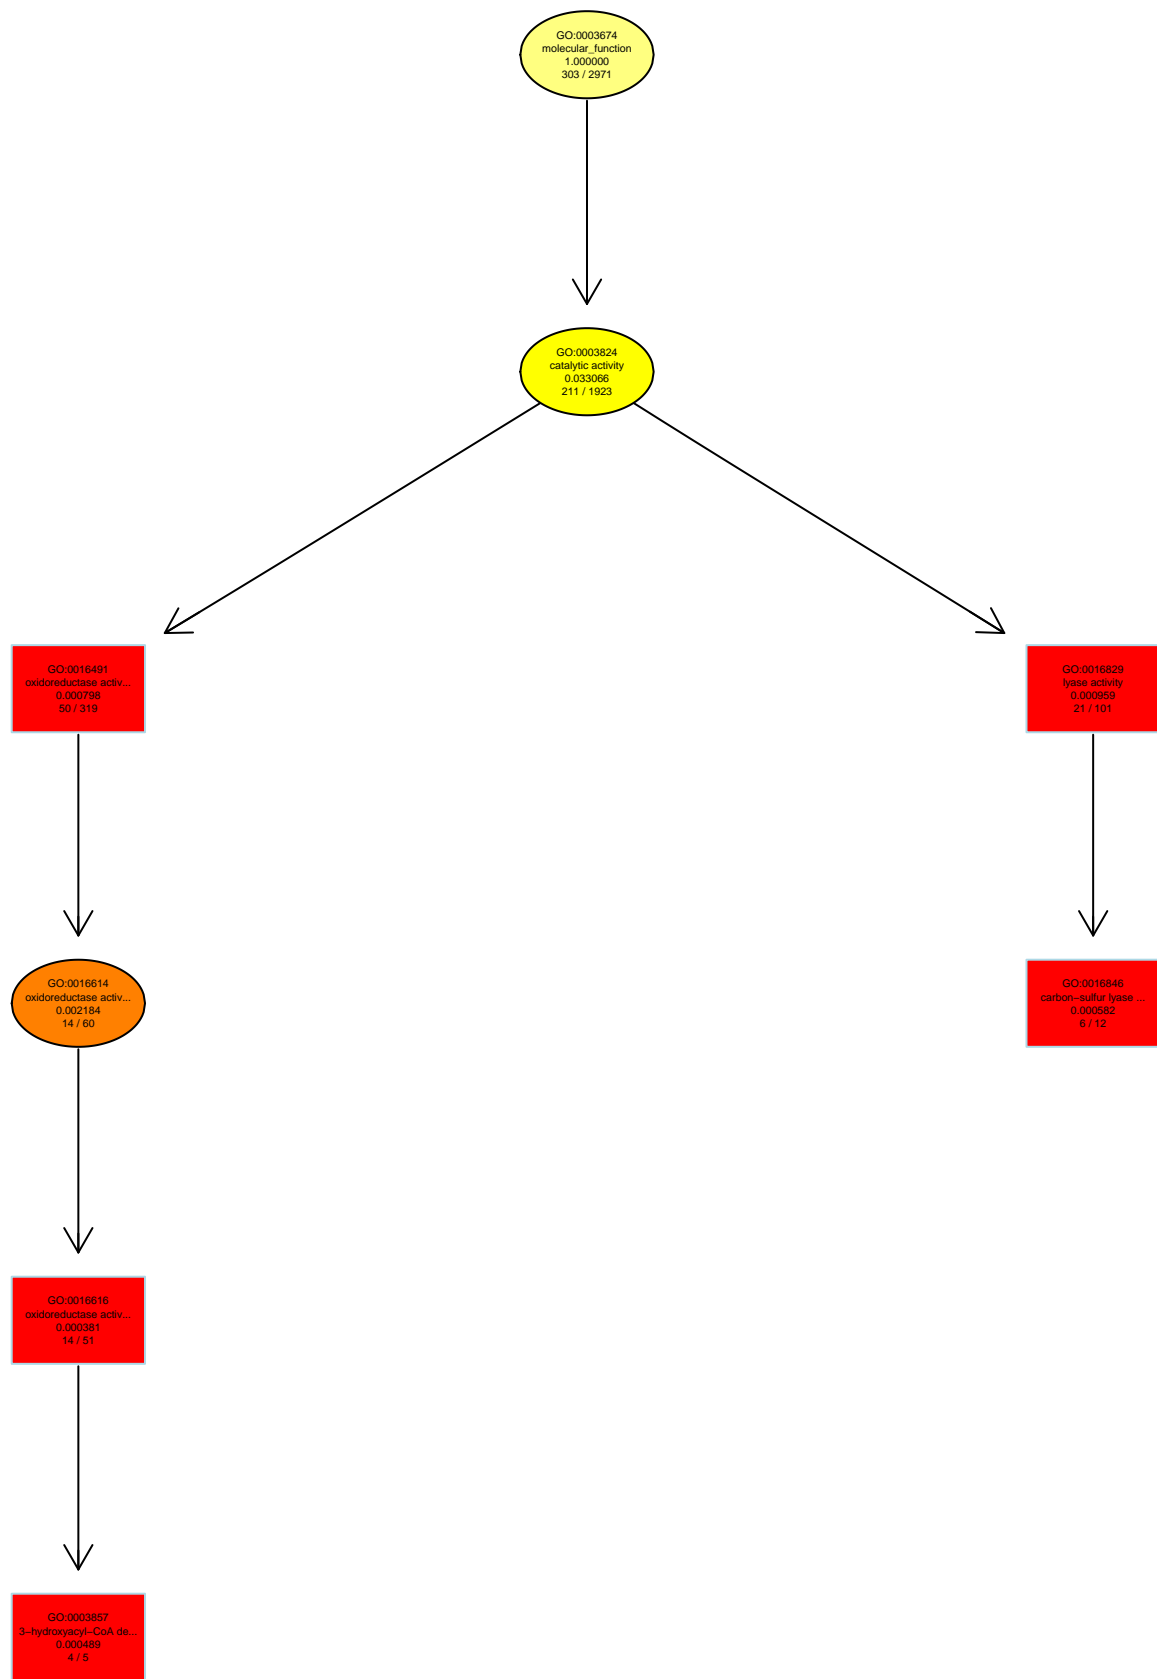 GO:0003674
molecular_function
1.000000
303 / 2971
GO:0003824
catalytic activity
0.033066
211 / 1923
GO:0016491
oxidoreductase activ...
0.000798
50 / 319
GO:0016829
lyase activity
0.000959
21 / 101
GO:0016614
oxidoreductase activ...
0.002184
14 / 60
GO:0016846
carbon−sulfur lyase ...
0.000582
6 / 12
GO:0016616
oxidoreductase activ...
0.000381
14 / 51
GO:0003857
3−hydroxyacyl−CoA de...
0.000489
4 / 5